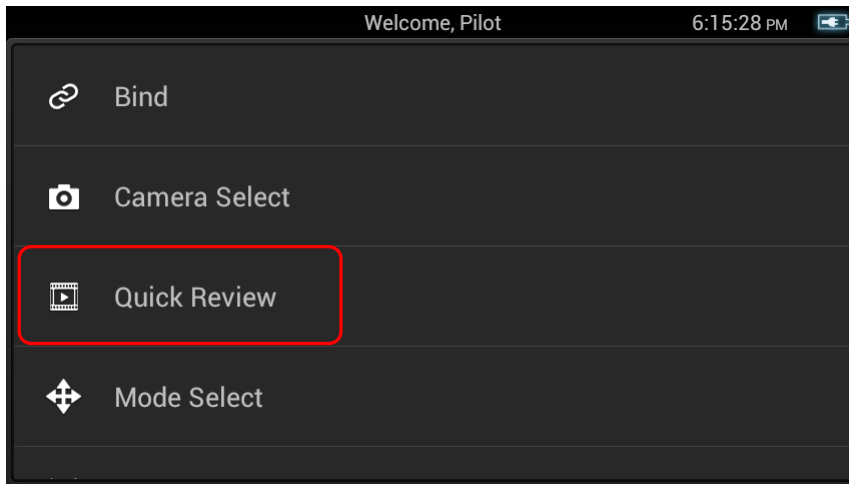 Welcome, Pilot 6:15:28 PM
Bind
Camera Select
Quick Review
Mode Select